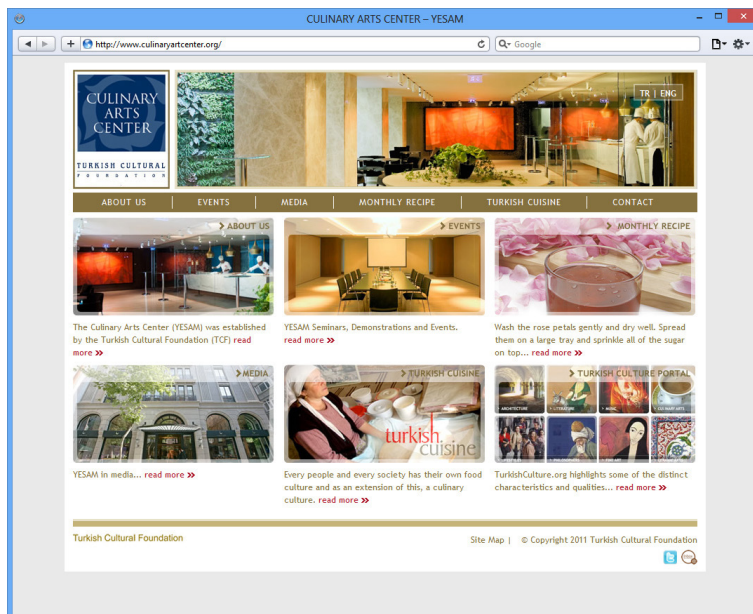 CULINARY ARTS CENTER – YESAM
http://www.culinaryartcenter.org/
Google
CULINARY
ARTS
CENTER
TURKISH CULTURAL
FOUNDATION
TR | ENG
ABOUT US
EVENTS
MEDIA
MONTHLY RECIPE
TURKISH CUISINE
CONTACT
ABOUT US
EVENTS
MONTHLY RECIPE
The Culinary Arts Center (YESAM) was established
by the Turkish Cultural Foundation (TCF) read
more »
YESAM Seminars, Demonstrations and Events.
read more »
Wash the rose petals gently and dry well. Spread
them on a large tray and sprinkle all of the sugar
on top... read more »
MEDIA
TURKISH CUISINE
TURKISH CULTURE PORTAL
ARCHITECTURE
LITERATURE
MUSIC
CULINARY ARTS
turkish
cuisine
YESAM in media... read more »
Every people and every society has their own food
culture and as an extension of this, a culinary
culture. read more »
TurkishCulture.org highlights some of the distinct
characteristics and qualities... read more »
Turkish Cultural Foundation
Site Map | © Copyright 2011 Turkish Cultural Foundation